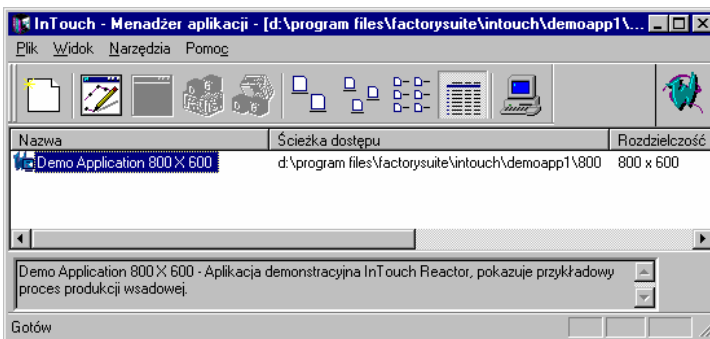 InTouch - Menadżer aplikacji - [d:\program files\factorysuite\intouch\demoapp1\...
Plik Widok Narzędzia Pomoc
Nazwa Ścieżka dostępu Rozdzielczość
Demo Application 800 X 600 d:\program files\factorysuite\intouch\demoapp1\800 800 x 600
Demo Application 800 X 600 - Aplikacja demonstracyjna InTouch Reactor, pokazuje przykładowy
proces produkcji wsadowej.
Gotów